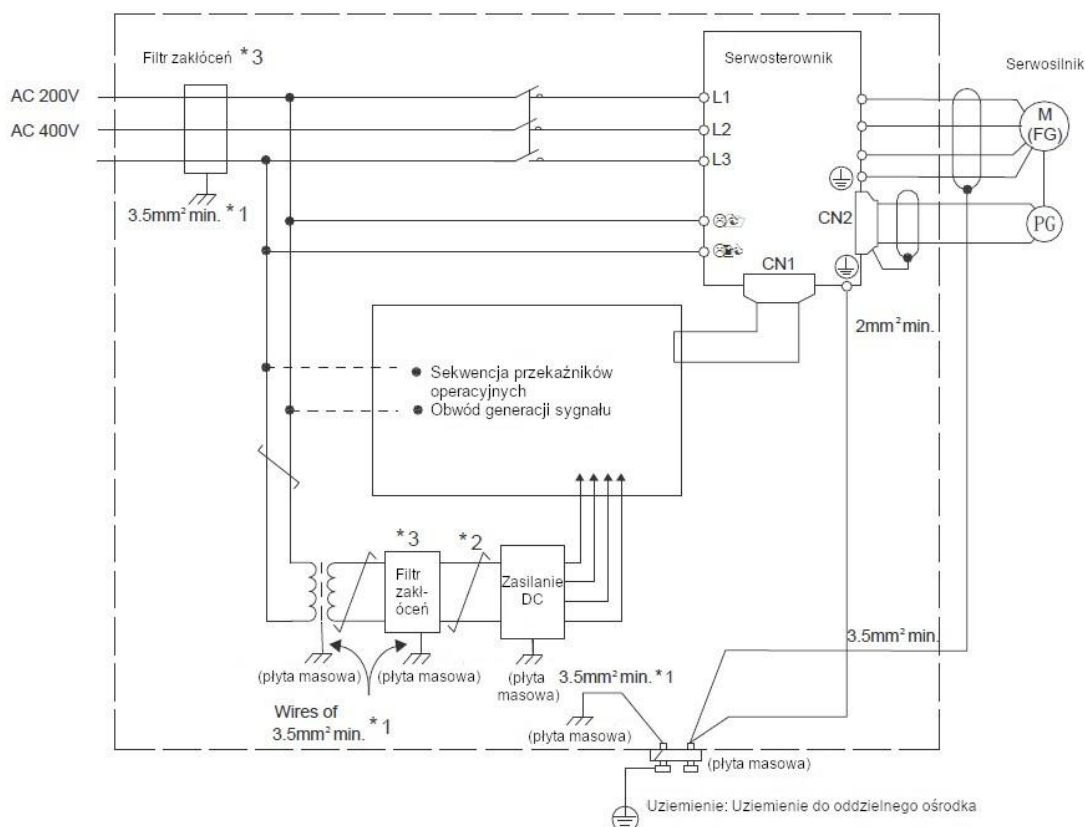 Filtr zakłóceń *3
Serwosterownik
Serwosilnik
AC 200V
AC 400V
L1
L2
L3
M
(FG)
3.5mm² min. *1
CN2
PG
CN1
2mm² min.
● Sekwencja przekaźników
operacyjnych
● Obwód generacji sygnału
*3
*2
Filtr
zakł-
óceń
Zasilanie
DC
3.5mm² min.
(płyta masowa)
(płyta masowa)
(płyta
masowa)
3.5mm² min. *1
Wires of
3.5mm² min. *1
(płyta masowa)
(płyta masowa)
Uziemienie: Uziemienie do oddzielnego ośrodka